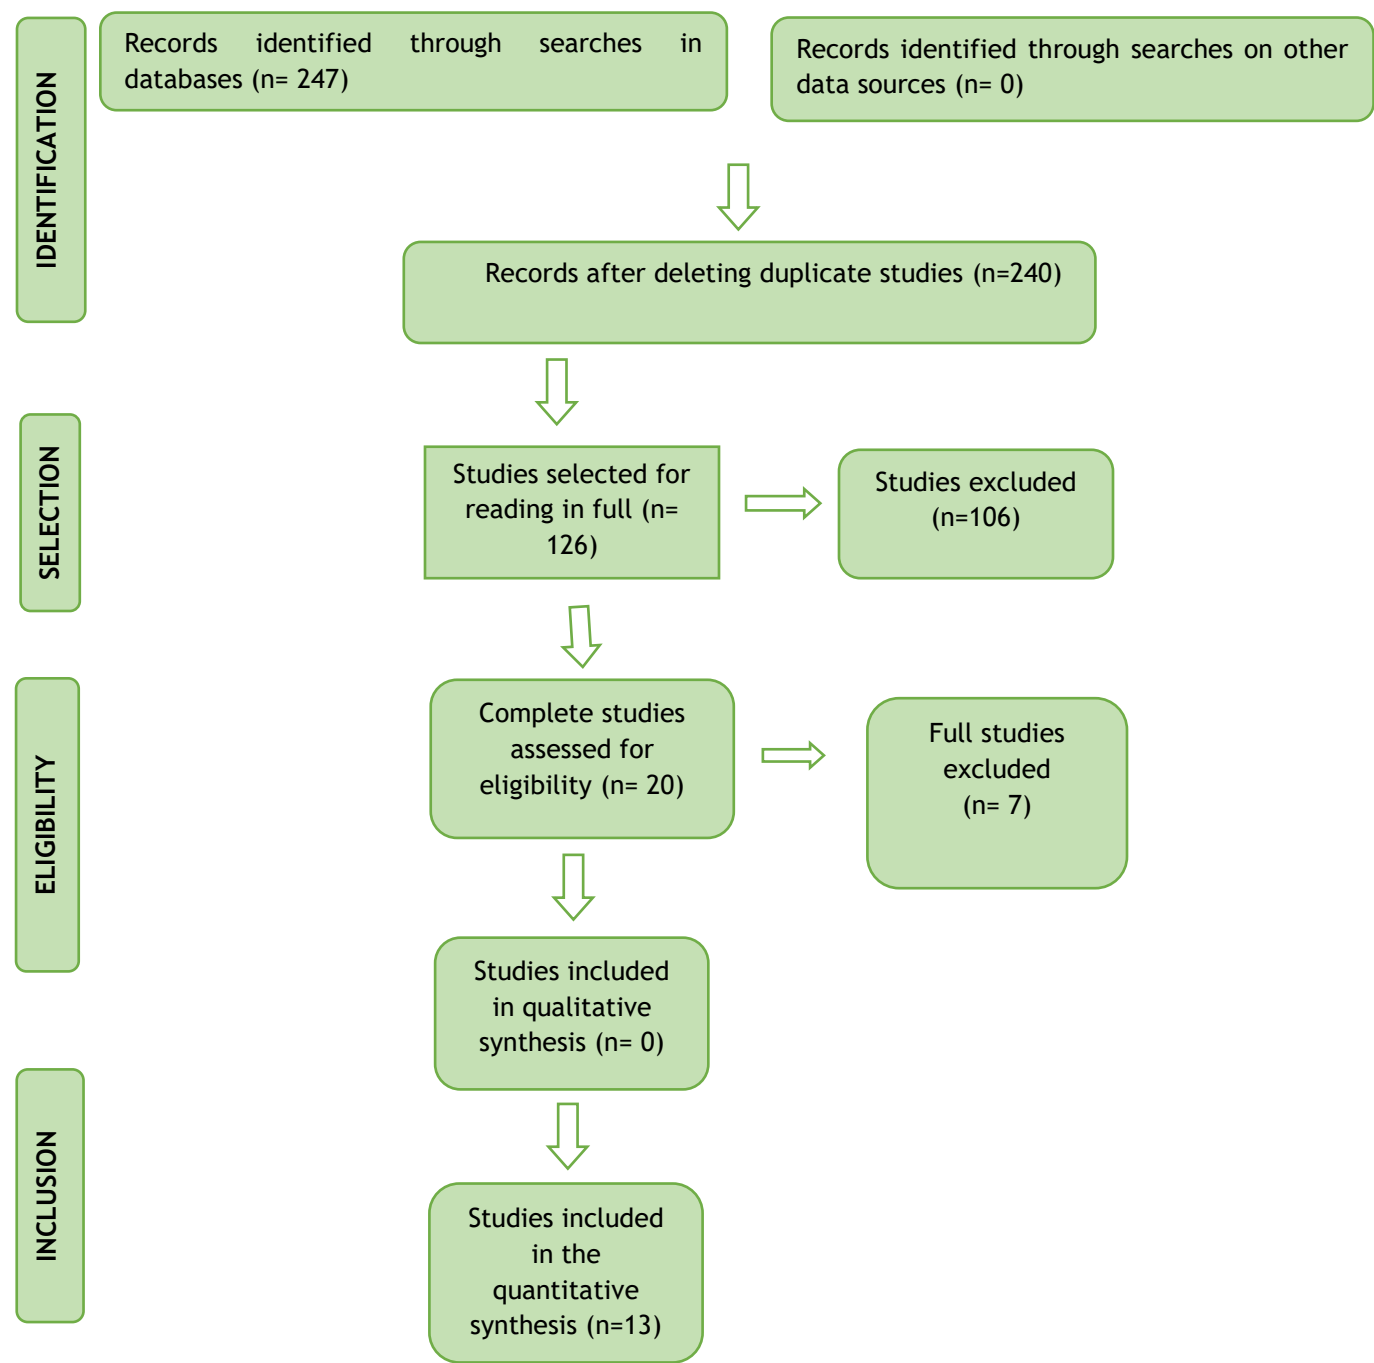 IDENTIFICATION
Records identified through searches in
databases (n= 247)
Records identified through searches on other
data sources (n= 0)
Records after deleting duplicate studies (n=240)
SELECTION
Studies selected for
reading in full (n=
126)
Studies excluded
(n=106)
ELIGIBILITY
Complete studies
assessed for
eligibility (n= 20)
Full studies
excluded
(n= 7)
Studies included
in qualitative
synthesis (n= 0)
INCLUSION
Studies included
in the
quantitative
synthesis (n=13)